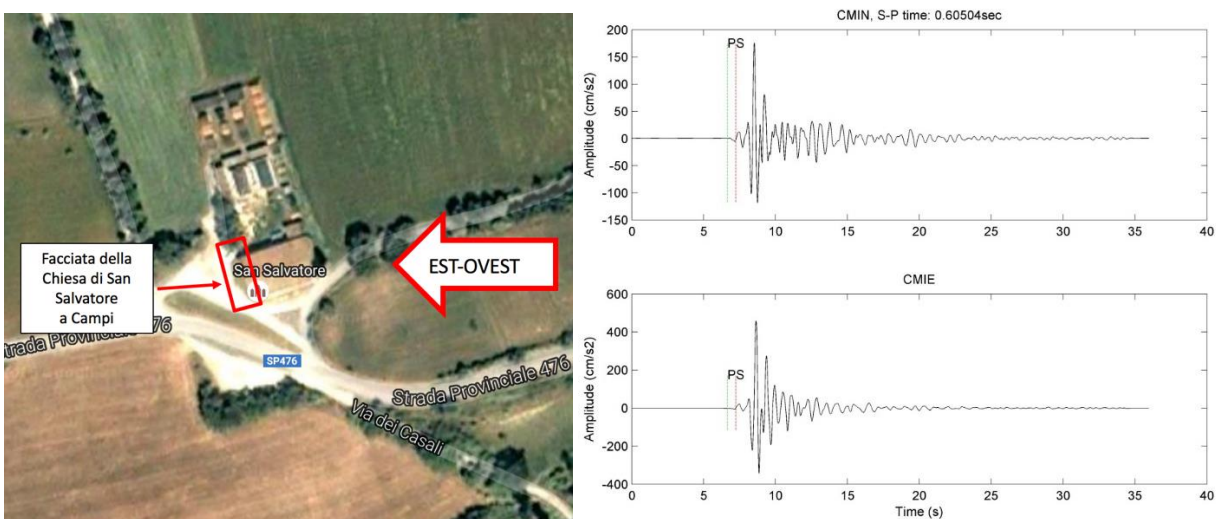 Facciata della
Chiesa di San
Salvatore
a Campi
San Salvatore
EST-OVEST
trada Provinciale 476
SP476
Strada Provinciale 476
Via dei Casali
CMIN, S-P time: 0.60504sec
PS
Amplitude (cm/s2)
200
150
100
50
0
-50
-100
-150
0 5 10 15 20 25 30 35 40
CMIE
PS
Amplitude (cm/s2)
600
400
200
0
-200
-400
0 5 10 15 20 25 30 35 40
Time (s)